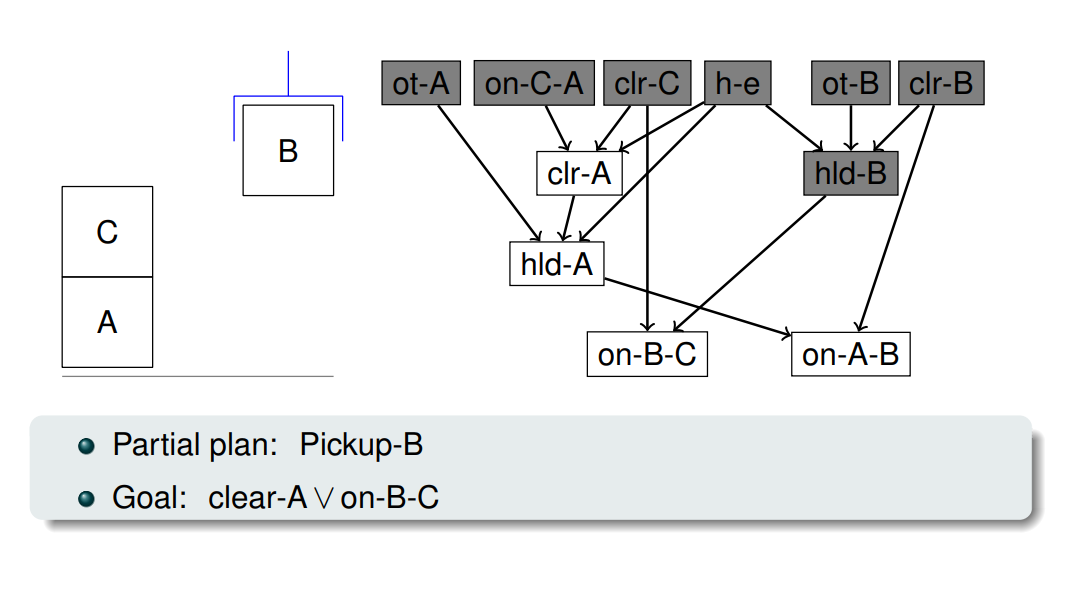 B
C
A
ot-A on-C-A clr-C h-e ot-B clr-B
clr-A hld-B
hld-A
on-B-C on-A-B
Partial plan: Pickup-B
Goal: clear-A ∨ on-B-C